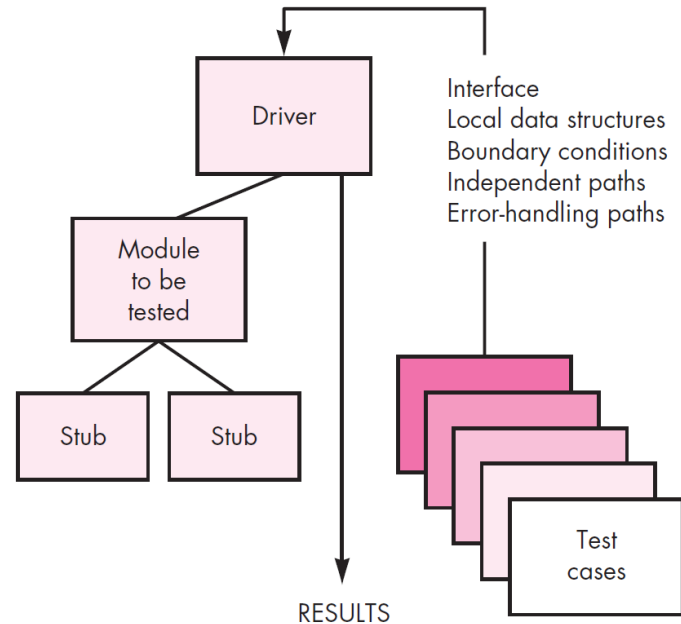 Driver
Interface
Local data structures
Boundary conditions
Independent paths
Error-handling paths
Module
to be
tested
Stub
Stub
Test
cases
RESULTS